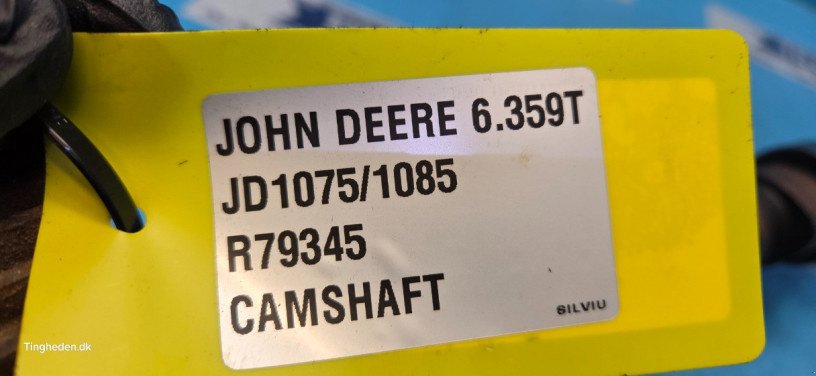 JOHN DEERE 6.359T
JD1075/1085
R79345
CAMSHAFT
SILVIU
Tingheden.dk